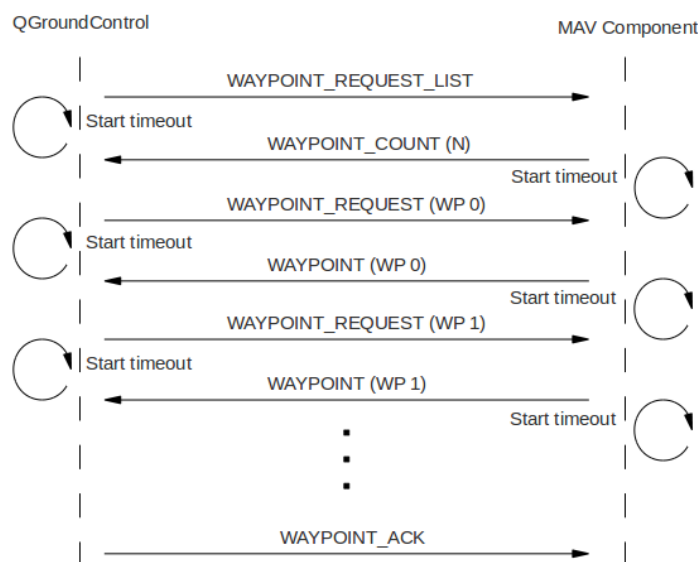 QGroundControl
MAV Component
WAYPOINT_REQUEST_LIST
Start timeout
WAYPOINT_COUNT (N)
Start timeout
WAYPOINT_REQUEST (WP 0)
Start timeout
WAYPOINT (WP 0)
Start timeout
WAYPOINT_REQUEST (WP 1)
Start timeout
WAYPOINT (WP 1)
Start timeout
WAYPOINT_ACK